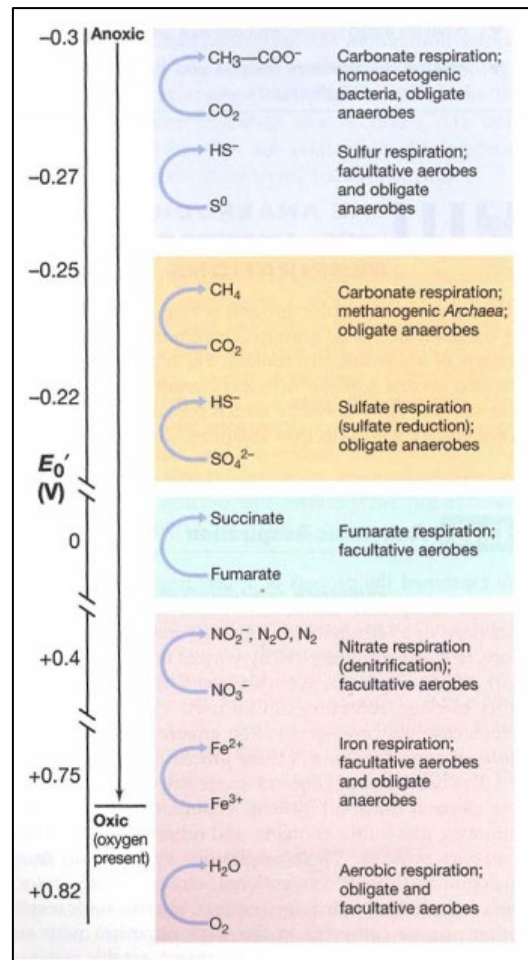 −0.3
Anoxic
CH3—COO⁻
CO₂
Carbonate respiration;
homoacetogenic
bacteria, obligate
anaerobes
−0.27
HS⁻
S⁰
Sulfur respiration;
facultative aerobes
and obligate
anaerobes
−0.25
CH₄
CO₂
Carbonate respiration;
methanogenic Archaea;
obligate anaerobes
−0.22
HS⁻
SO₄²⁻
Sulfate respiration
(sulfate reduction);
obligate anaerobes
E₀′
(V)
0
Succinate
Fumarate
Fumarate respiration;
facultative aerobes
+0.4
NO₂⁻, N₂O, N₂
NO₃⁻
Nitrate respiration
(denitrification);
facultative aerobes
+0.75
Fe²⁺
Fe³⁺
Iron respiration;
facultative aerobes
and obligate
anaerobes
Oxic
(oxygen
present)
+0.82
H₂O
O₂
Aerobic respiration;
obligate and
facultative aerobes